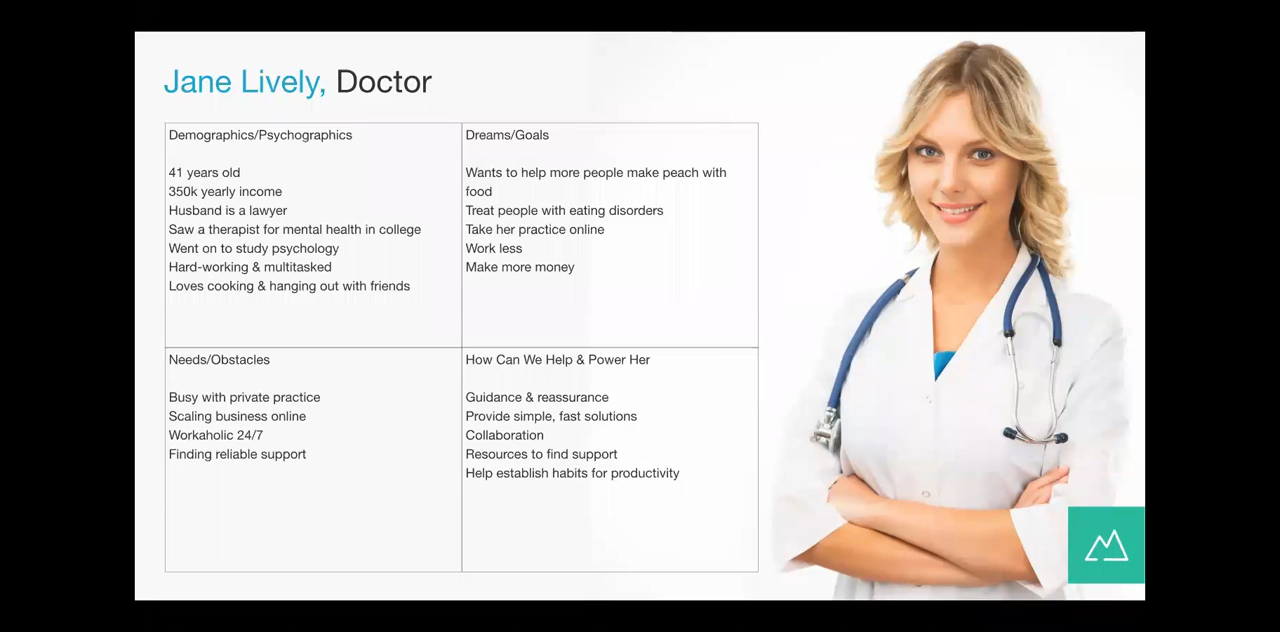 Jane Lively, Doctor
Demographics/Psychographics
41 years old
350k yearly income
Husband is a lawyer
Saw a therapist for mental health in college
Went on to study psychology
Hard-working & multitasked
Loves cooking & hanging out with friends
Dreams/Goals
Wants to help more people make peach with
food
Treat people with eating disorders
Take her practice online
Work less
Make more money
Needs/Obstacles
Busy with private practice
Scaling business online
Workaholic 24/7
Finding reliable support
How Can We Help & Power Her
Guidance & reassurance
Provide simple, fast solutions
Collaboration
Resources to find support
Help establish habits for productivity